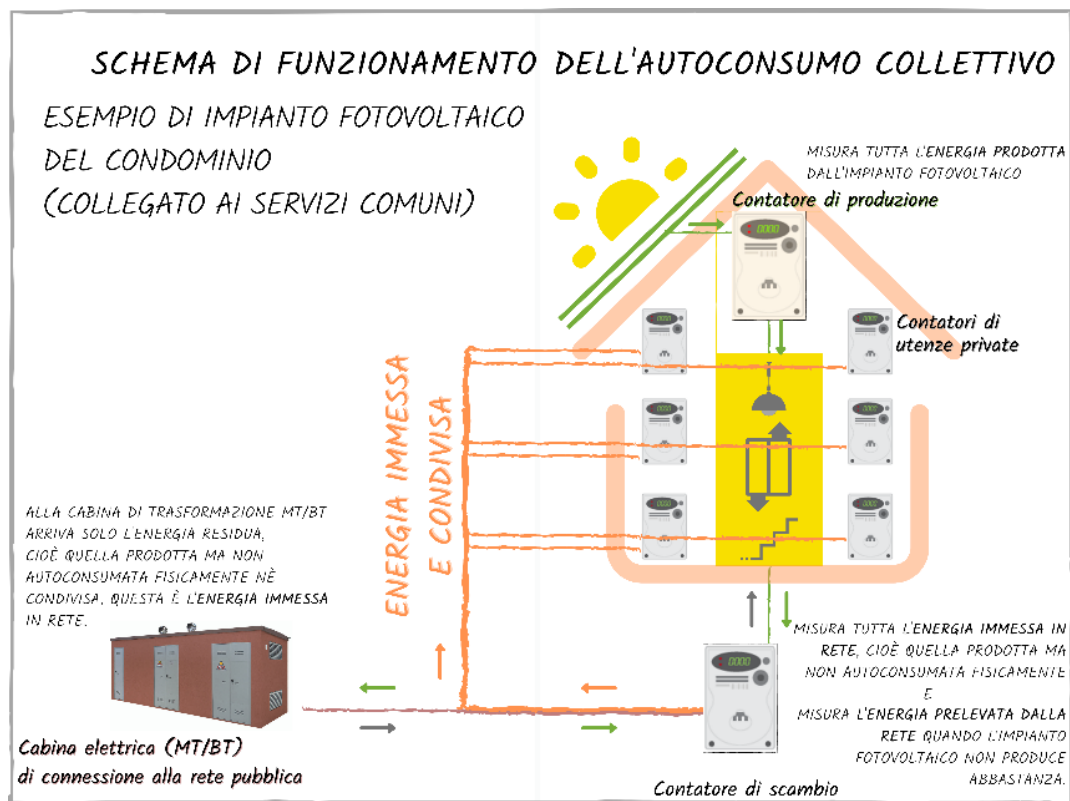 SCHEMA DI FUNZIONAMENTO DELL'AUTOCONSUMO COLLETTIVO
ESEMPIO DI IMPIANTO FOTOVOLTAICO
DEL CONDOMINIO
(COLLEGATO AI SERVIZI COMUNI)
MISURA TUTTA L'ENERGIA PRODOTTA
DALL'IMPIANTO FOTOVOLTAICO
Contatore di produzione
Contatori di
utenze private
ENERGIA IMMESSA
E CONDIVISA
ALLA CABINA DI TRASFORMAZIONE MT/BT
ARRIVA SOLO L'ENERGIA RESIDUA,
CIOÈ QUELLA PRODOTTA MA NON
AUTOCONSUMATA FISICAMENTE NÈ
CONDIVISA, QUESTA È L'ENERGIA IMMESSA
IN RETE.
Cabina elettrica (MT/BT)
di connessione alla rete pubblica
MISURA TUTTA L'ENERGIA IMMESSA IN
RETE, CIOÈ QUELLA PRODOTTA MA
NON AUTOCONSUMATA FISICAMENTE
E
MISURA L'ENERGIA PRELEVATA DALLA
RETE QUANDO L'IMPIANTO
FOTOVOLTAICO NON PRODUCE
ABBASTANZA.
Contatore di scambio